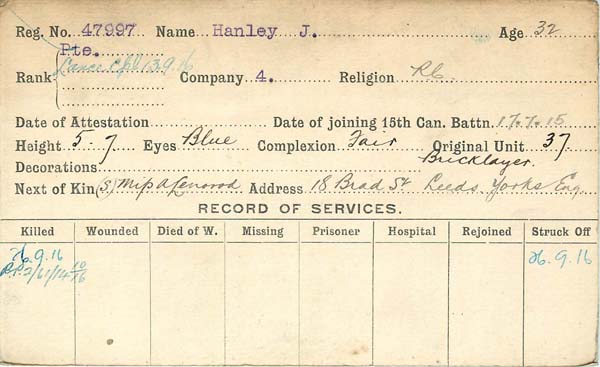 Reg. No. 47997 Name Hanley J. Age 32
Pte.
Rank Lance Cpl 13.9.16 Company 4. Religion R.C.
Date of Attestation Date of joining 15th Can. Battn. 17.7.15
Height 5-7 Eyes Blue Complexion Fair Original Unit 37
Decorations Bricklayer.
Next of Kin (S) Miss A Address 18 Brad St Leeds Yorks Eng
RECORD OF SERVICES.
Killed Wounded Died of W. Missing Prisoner Hospital Rejoined Struck Off
26.9.16 26.9.16